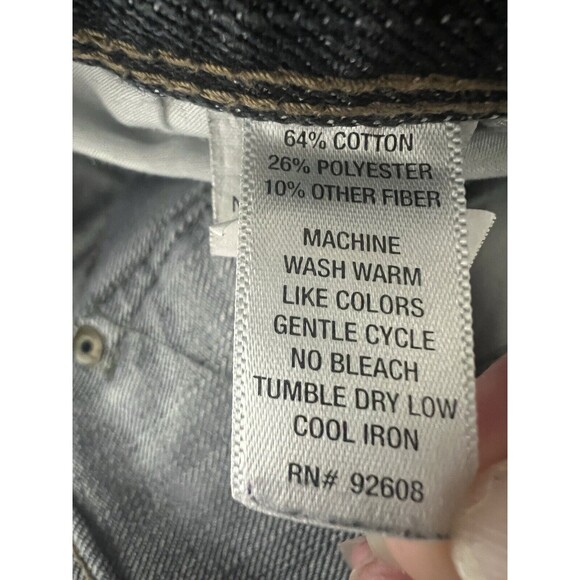 64% COTTON
26% POLYESTER
10% OTHER FIBER
MACHINE
WASH WARM
LIKE COLORS
GENTLE CYCLE
NO BLEACH
TUMBLE DRY LOW
COOL IRON
RN# 92608